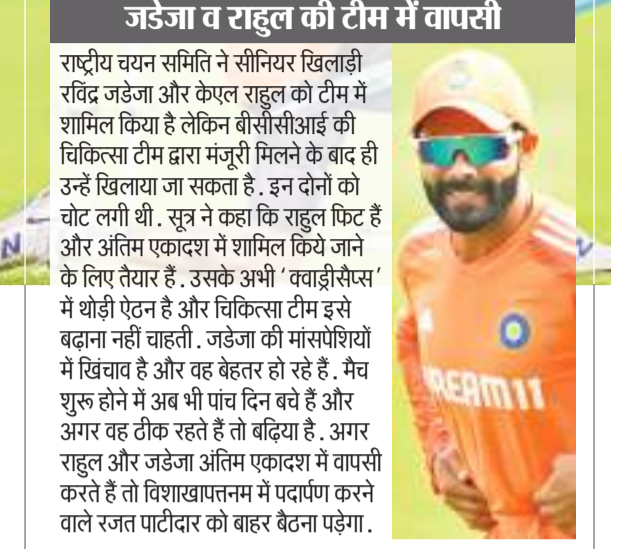 जडेजा व राहुल की टीम में वापसी
राष्ट्रीय चयन समिति ने सीनियर खिलाड़ी
रविंद्र जडेजा और केएल राहुल को टीम में
शामिल किया है लेकिन बीसीसीआई की
चिकित्सा टीम द्वारा मंजूरी मिलने के बाद ही
उन्हें खिलाया जा सकता है. इन दोनों को
चोट लगी थी. सूत्र ने कहा कि राहुल फिट हैं
और अंतिम एकादश में शामिल किये जाने
के लिए तैयार हैं. उसके अभी ‘क्वाड्रीसैप्स’
में थोड़ी ऐठन है और चिकित्सा टीम इसे
बढ़ाना नहीं चाहती. जडेजा की मांसपेशियों
में खिंचाव है और वह बेहतर हो रहे हैं. मैच
शुरू होने में अब भी पांच दिन बचे हैं और
अगर वह ठीक रहते हैं तो बढ़िया है. अगर
राहुल और जडेजा अंतिम एकादश में वापसी
करते हैं तो विशाखापत्तनम में पदार्पण करने
वाले रजत पाटीदार को बाहर बैठना पड़ेगा.
REAM11
N